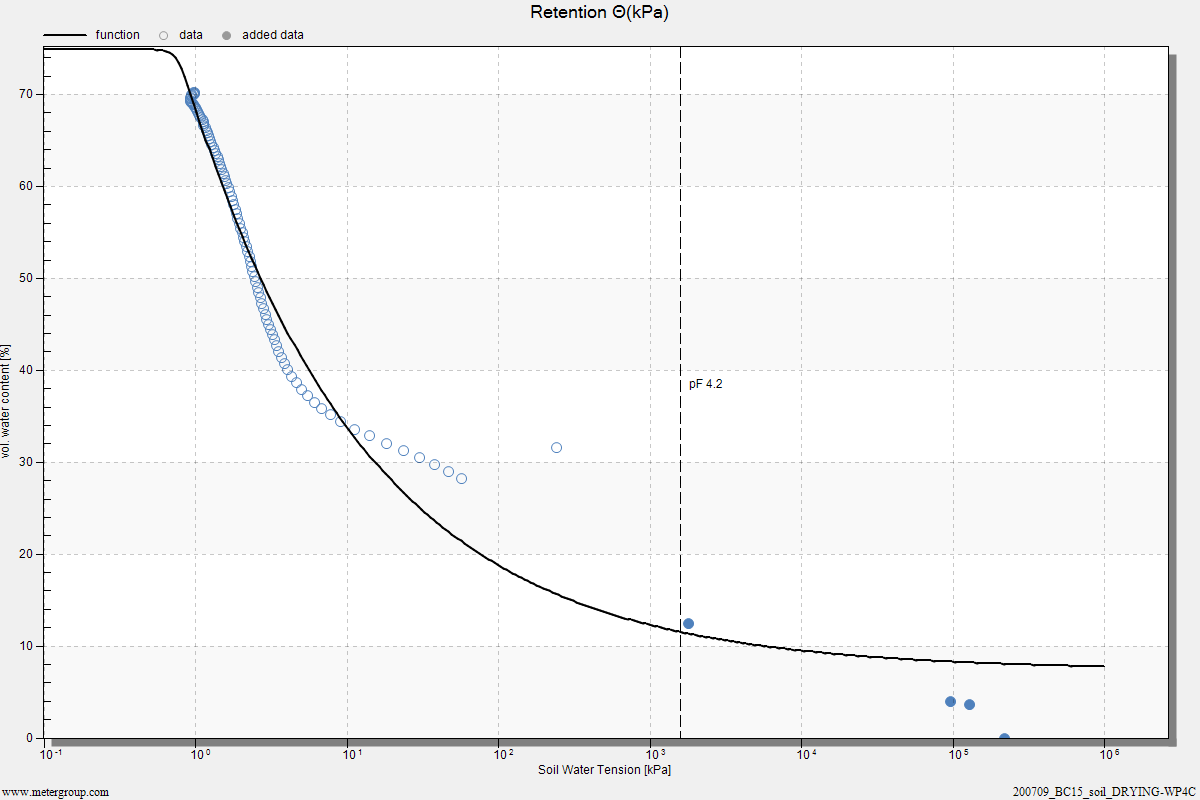 Retention Θ(kPa)
function data added data
70
60
50
40
30
20
10
0
vol. water content [%]
pF 4.2
10^-1 10^0 10^1 10^2 10^3 10^4 10^5 10^6
Soil Water Tension [kPa]
www.metergroup.com
200709_BC15_soil_DRYING-WP4C